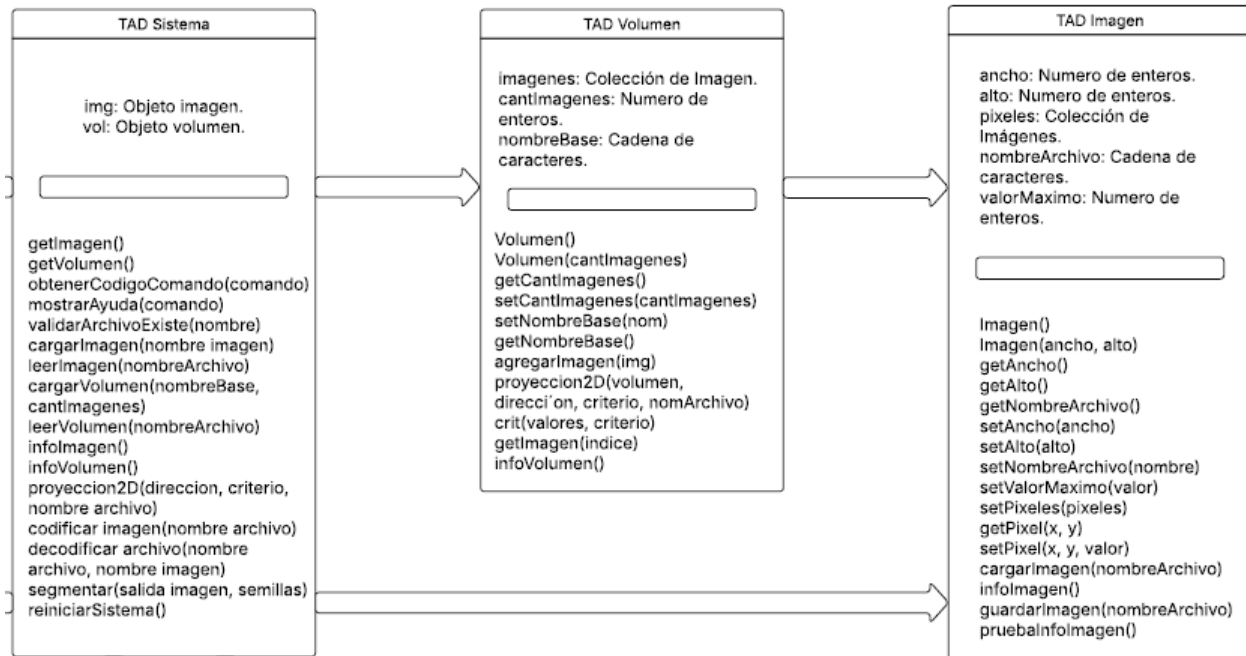 TAD Sistema
img: Objeto imagen.
vol: Objeto volumen.
getImagen()
getVolumen()
obtenerCodigoComando(comando)
mostrarAyuda(comando)
validarArchivoExiste(nombre)
cargarImagen(nombre imagen)
leerImagen(nombreArchivo)
cargarVolumen(nombreBase,
cantImagenes)
leerVolumen(nombreArchivo)
infoImagen()
infoVolumen()
proyeccion2D(direccion, criterio,
nombre archivo)
codificar imagen(nombre archivo)
decodificar archivo(nombre
archivo, nombre imagen)
segmentar(salida imagen, semillas)
reiniciarSistema()
TAD Volumen
imagenes: Colección de Imagen.
cantImagenes: Numero de
enteros.
nombreBase: Cadena de
caracteres.
Volumen()
Volumen(cantImagenes)
getCantImagenes()
setCantImagenes(cantImagenes)
setNombreBase(nom)
getNombreBase()
agregarImagen(img)
proyeccion2D(volumen,
direcci´on, criterio, nomArchivo)
crit(valores, criterio)
getImagen(indice)
infoVolumen()
TAD Imagen
ancho: Numero de enteros.
alto: Numero de enteros.
pixeles: Colección de
Imágenes.
nombreArchivo: Cadena de
caracteres.
valorMaximo: Numero de
enteros.
Imagen()
Imagen(ancho, alto)
getAncho()
getAlto()
getNombreArchivo()
setAncho(ancho)
setAlto(alto)
setNombreArchivo(nombre)
setValorMaximo(valor)
setPixeles(pixeles)
getPixel(x, y)
setPixel(x, y, valor)
cargarImagen(nombreArchivo)
infoImagen()
guardarImagen(nombreArchivo)
pruebaInfoImagen()